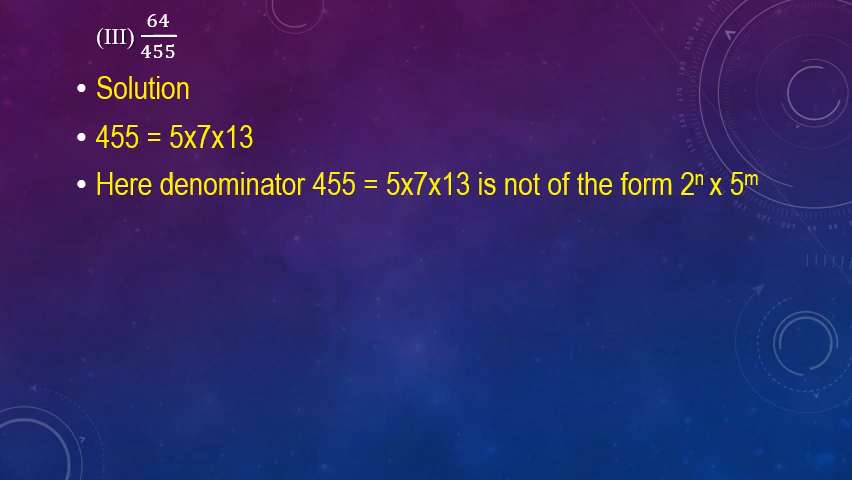 (III) 64/455
• Solution
• 455 = 5x7x13
• Here denominator 455 = 5x7x13 is not of the form 2ⁿ x 5ᵐ